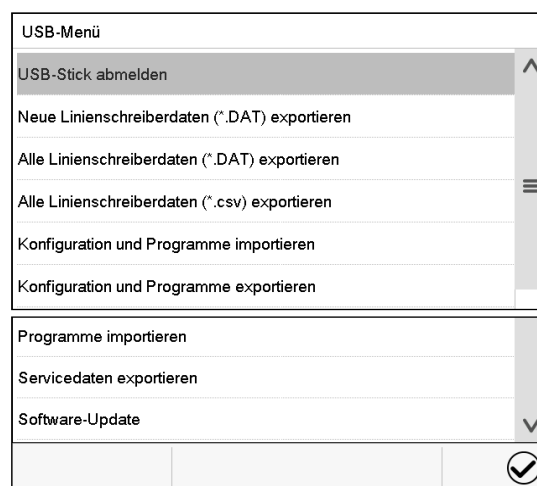 USB-Menü
USB-Stick abmelden
Neue Linienschreiberdaten (*.DAT) exportieren
Alle Linienschreiberdaten (*.DAT) exportieren
Alle Linienschreiberdaten (*.csv) exportieren
Konfiguration und Programme importieren
Konfiguration und Programme exportieren
Programme importieren
Servicedaten exportieren
Software-Update